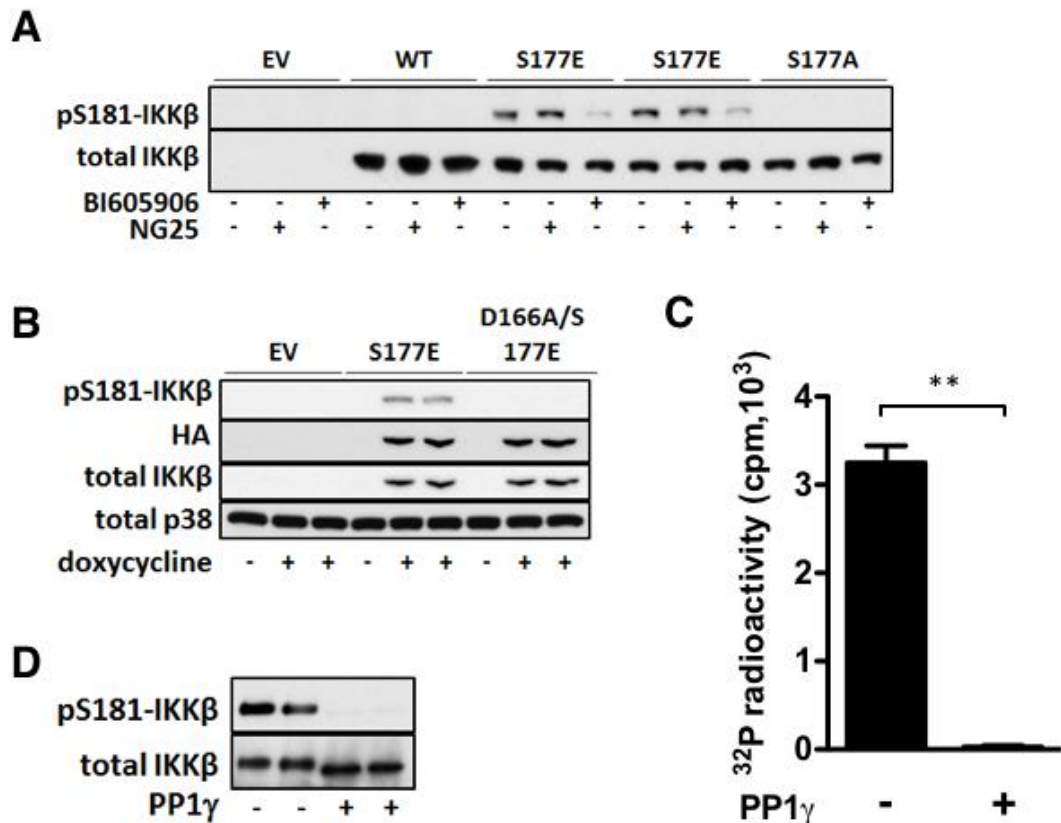 A
EV WT S177E S177E S177A
pS181-IKKβ
total IKKβ
BI605906 - - + - - + - - + - - + - - +
NG25 - + - - + - - + - - + - - + -
B
EV S177E D166A/S
177E
pS181-IKKβ
HA
total IKKβ
total p38
doxycycline - + + - + + - + +
C
**
³²P radioactivity (cpm,10³)
4
3
2
1
0
PP1γ - +
D
pS181-IKKβ
total IKKβ
PP1γ - - + +